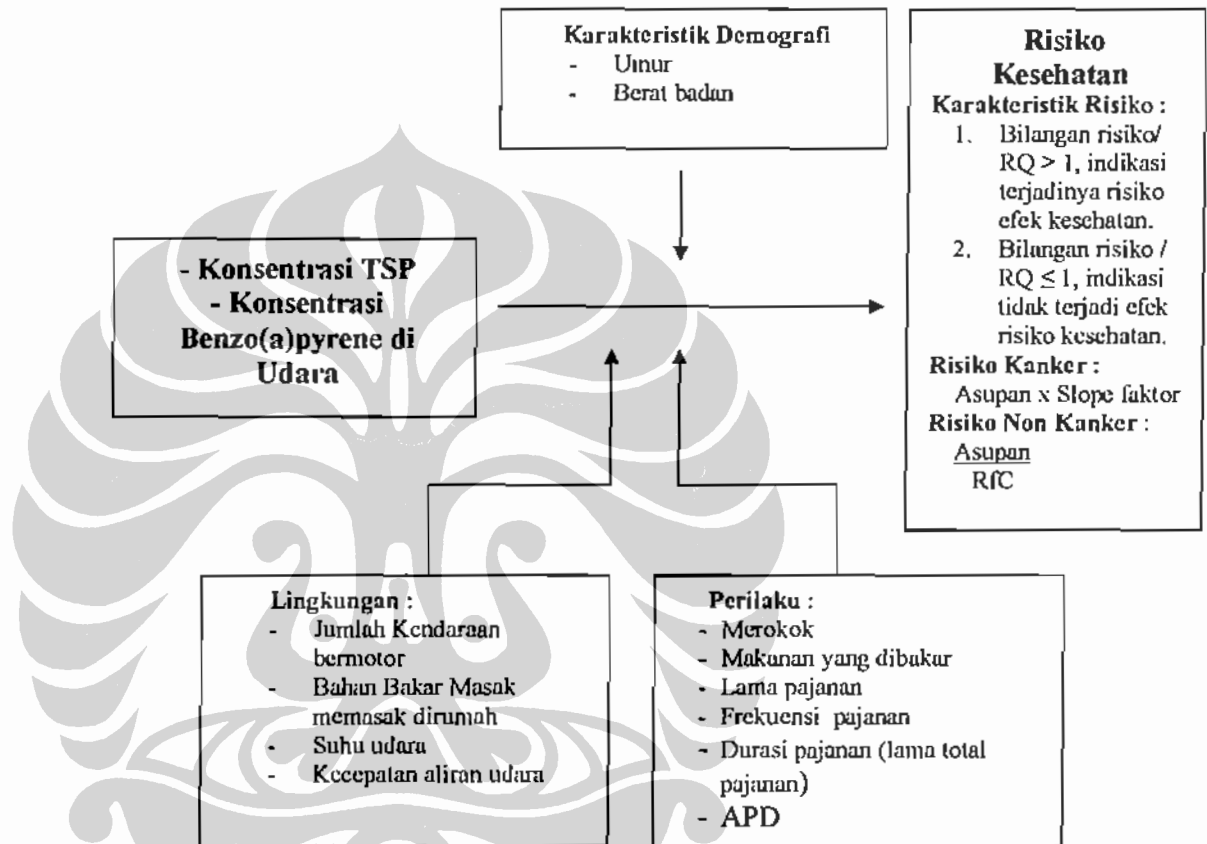 Karakteristik Demografi
- Umur
- Berat badan
Risiko
Kesehatan
Karakteristik Risiko :
1. Bilangan risiko/
RQ > 1, indikasi
terjadinya risiko
efek kesehatan.
2. Bilangan risiko /
RQ ≤ 1, indikasi
tidak terjadi efek
risiko kesehatan.
Risiko Kanker :
Asupan x Slope faktor
Risiko Non Kanker :
Asupan
RfC
- Konsentrasi TSP
- Konsentrasi
Benzo(a)pyrene di
Udara
Lingkungan :
- Jumlah Kendaraan
bermotor
- Bahan Bakar Masak
memasak dirumah
- Suhu udara
- Kecepatan aliran udara
Perilaku :
- Merokok
- Makanan yang dibakar
- Lama pajanan
- Frekuensi pajanan
- Durasi pajanan (lama total
pajanan)
- APD